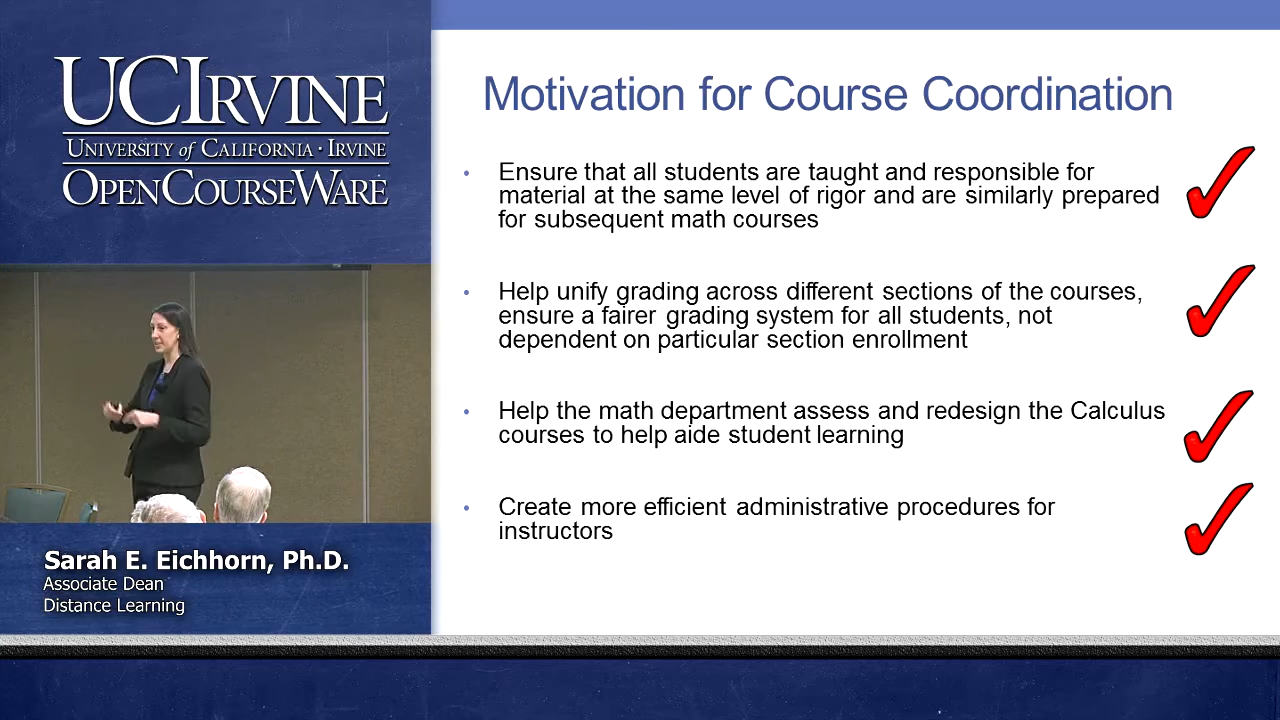 UCIRVINE
UNIVERSITY of CALIFORNIA · IRVINE
OPENCOURSEWARE
Motivation for Course Coordination
• Ensure that all students are taught and responsible for
material at the same level of rigor and are similarly prepared
for subsequent math courses
• Help unify grading across different sections of the courses,
ensure a fairer grading system for all students, not
dependent on particular section enrollment
• Help the math department assess and redesign the Calculus
courses to help aide student learning
• Create more efficient administrative procedures for
instructors
Sarah E. Eichhorn, Ph.D.
Associate Dean
Distance Learning